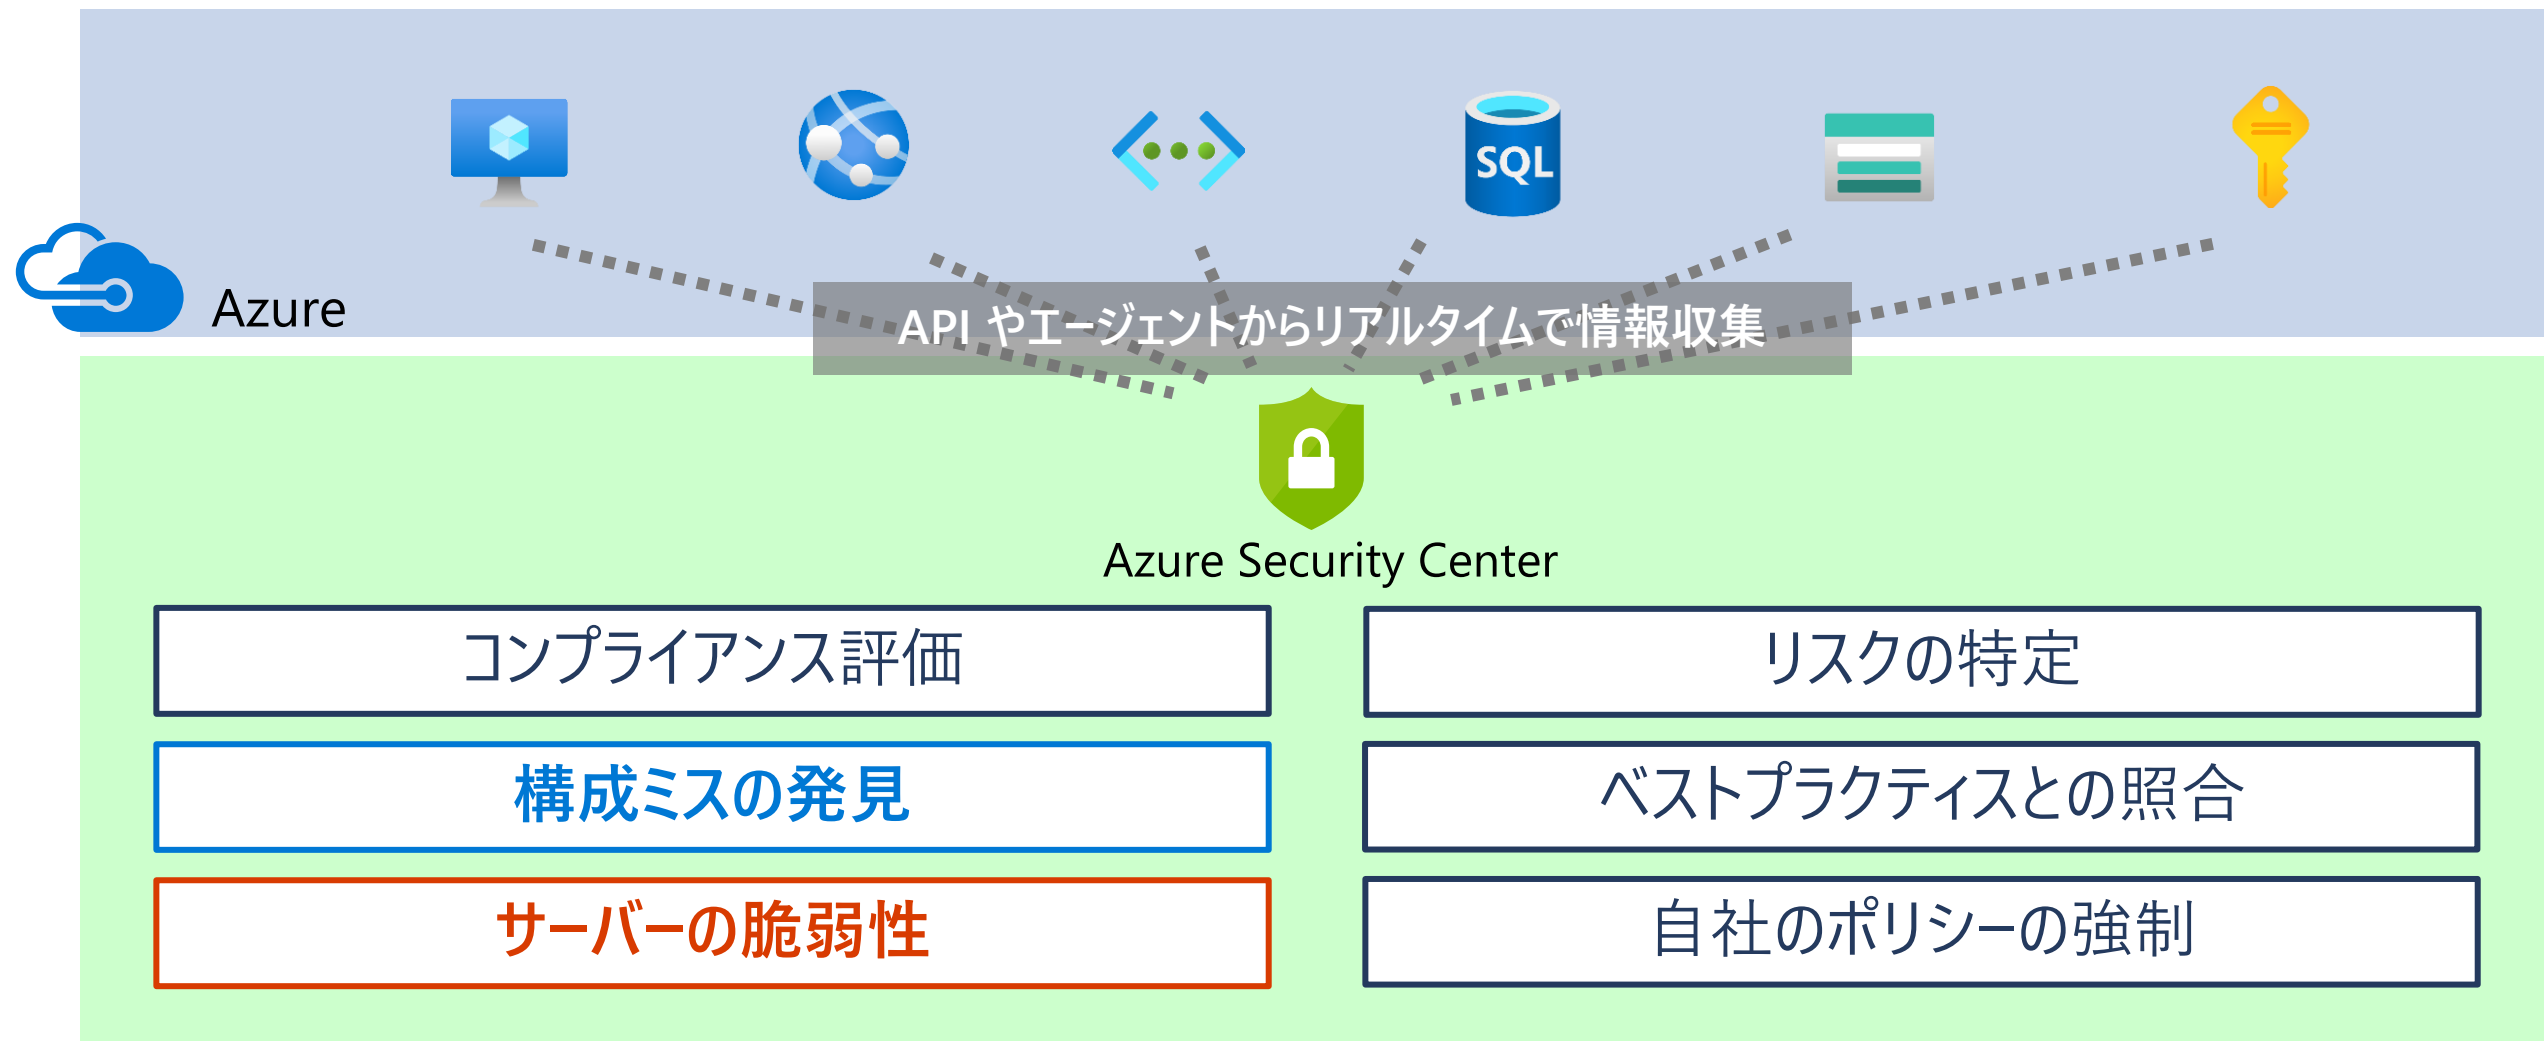 SQL
Azure
API やエージェントからリアルタイムで情報収集
Azure Security Center
コンプライアンス評価
リスクの特定
構成ミスの発見
ベストプラクティスとの照合
サーバーの脆弱性
自社のポリシーの強制